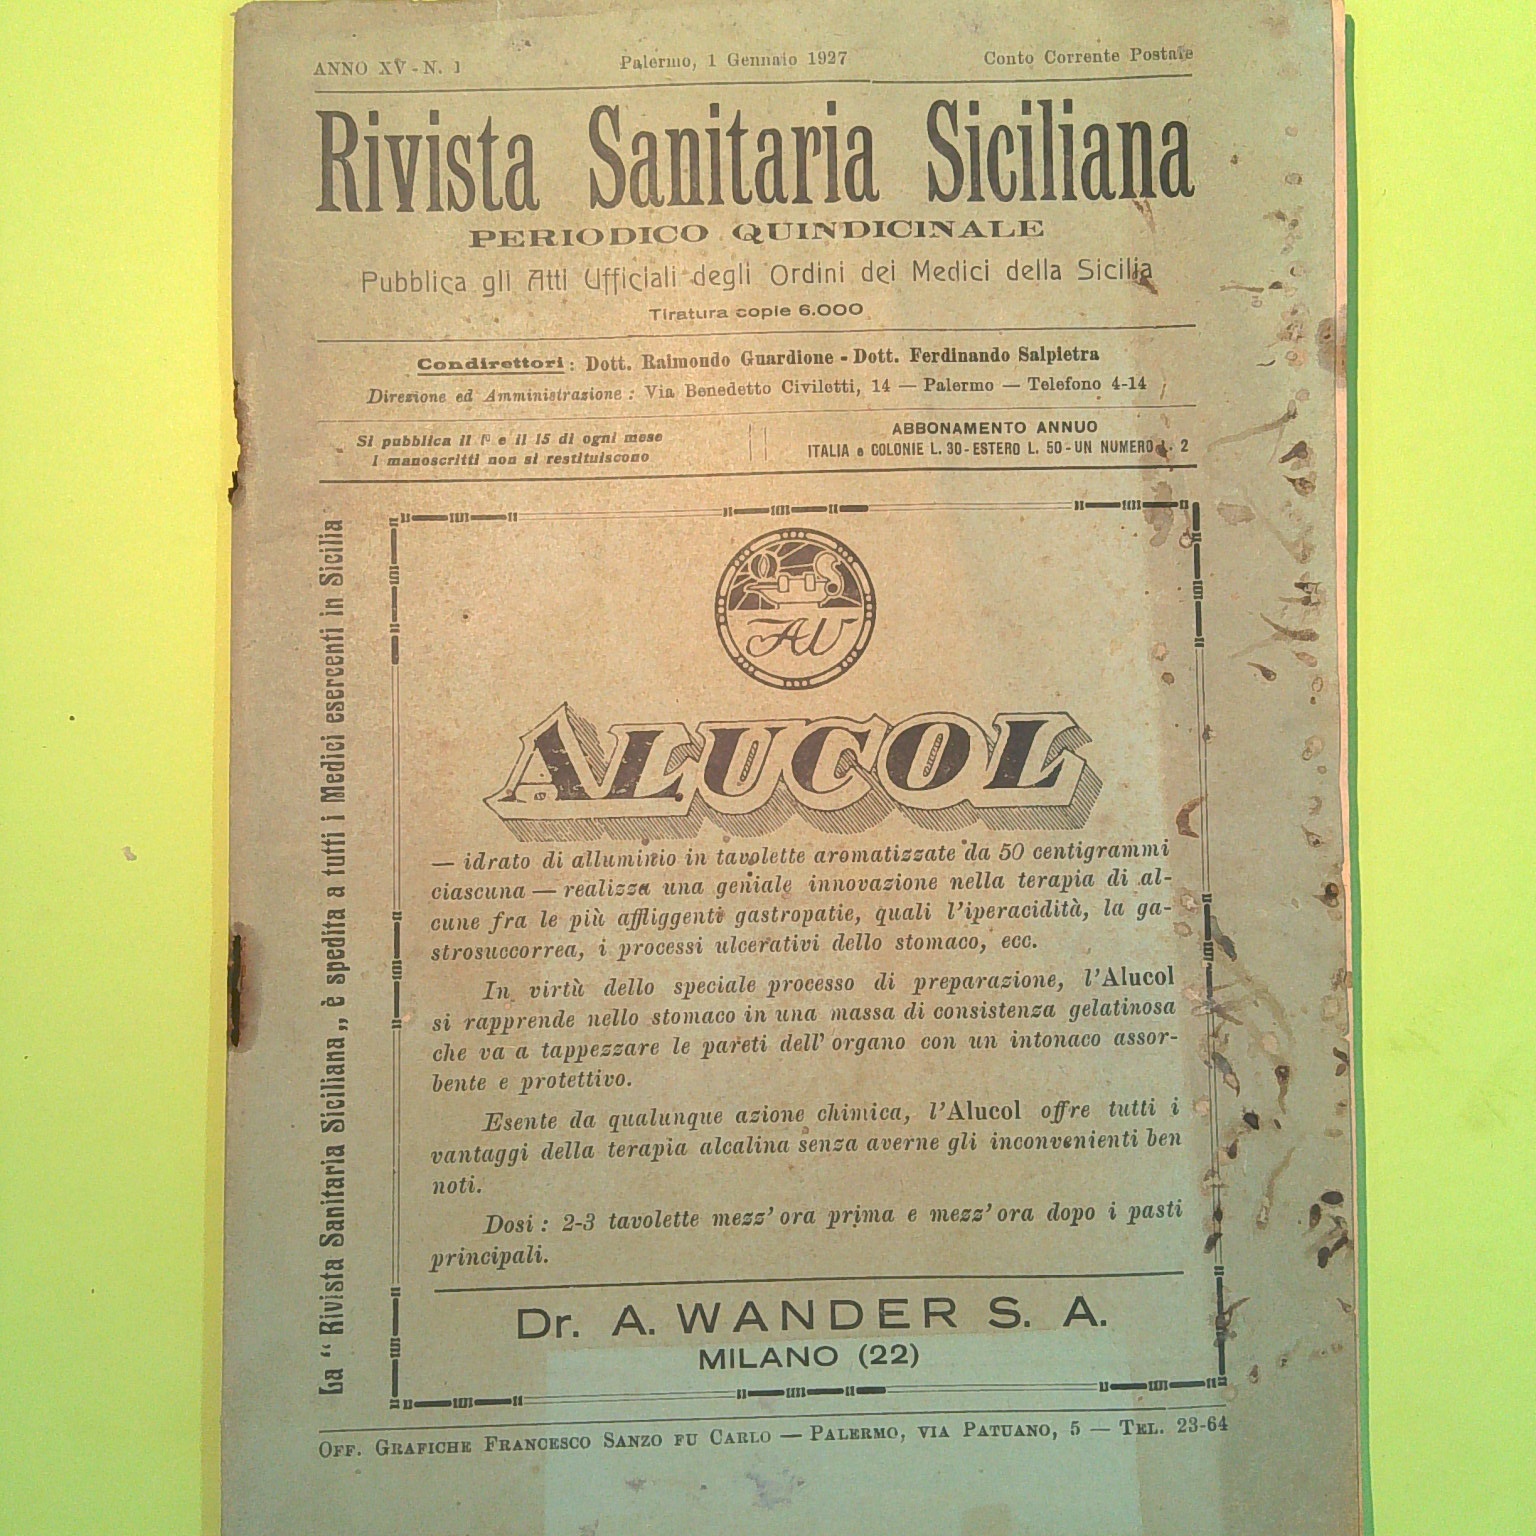 ANNO XV - N. 1 Palermo, 1 Gennaio 1927 Conto Corrente Postale
Rivista Sanitaria Siciliana
PERIODICO QUINDICINALE
Pubblica gli Atti Ufficiali degli Ordini dei Medici della Sicilia
Tiratura copie 6.000
Condirettori: Dott. Raimondo Guardione - Dott. Ferdinando Salpietra
Direzione ed Amministrazione: Via Benedetto Civiletti, 14 — Palermo — Telefono 4-14
Si pubblica il 1º e il 15 di ogni mese
I manoscritti non si restituiscono
ABBONAMENTO ANNUO
ITALIA e COLONIE L. 30 - ESTERO L. 50 - UN NUMERO L. 2
La “Rivista Sanitaria Siciliana„ è spedita a tutti i Medici esercenti in Sicilia
AV
ALUCOL
— idrato di alluminio in tavolette aromatizzate da 50 centigrammi
ciascuna — realizza una geniale innovazione nella terapia di al-
cune fra le più affliggenti gastropatie, quali l'iperacidità, la ga-
strosuccorrea, i processi ulcerativi dello stomaco, ecc.
In virtù dello speciale processo di preparazione, l'Alucol
si rapprende nello stomaco in una massa di consistenza gelatinosa
che va a tappezzare le pareti dell'organo con un intonaco assor-
bente e protettivo.
Esente da qualunque azione chimica, l'Alucol offre tutti i
vantaggi della terapia alcalina senza averne gli inconvenienti ben
noti.
Dosi: 2-3 tavolette mezz'ora prima e mezz'ora dopo i pasti
principali.
Dr. A. WANDER S. A.
MILANO (22)
OFF. GRAFICHE FRANCESCO SANZO FU CARLO — PALERMO, VIA PATUANO, 5 — TEL. 23-64